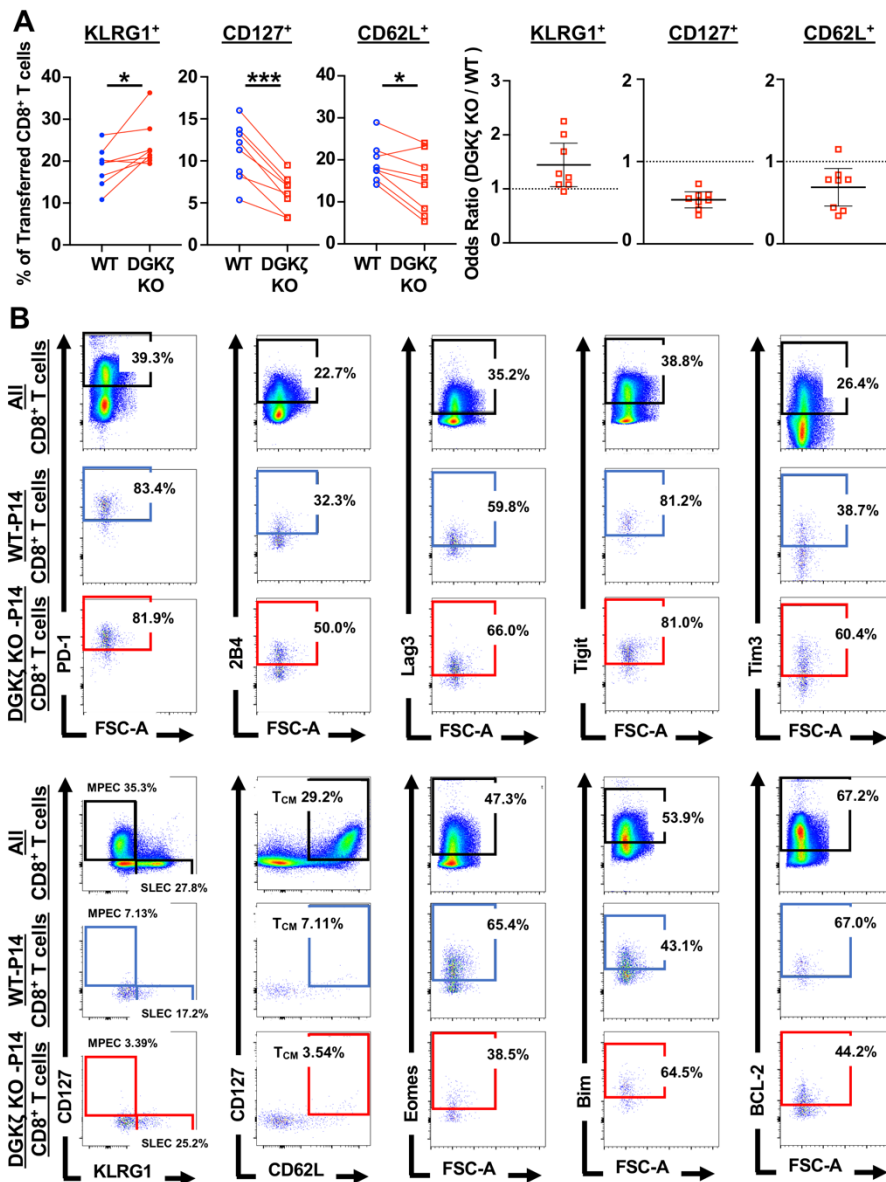 A
KLRG1+ CD127+ CD62L+ KLRG1+ CD127+ CD62L+
% of Transferred CD8+ T cells
40 30 20 10 0
*
WT DGKζ KO
20 15 10 5 0
***
WT DGKζ KO
40 30 20 10 0
*
WT DGKζ KO
Odds Ratio (DGKζ KO / WT)
3 2 1 0
2 1 0
2 1 0
B
All CD8+ T cells
39.3% 22.7% 35.2% 38.8% 26.4%
WT-P14 CD8+ T cells
83.4% 32.3% 59.8% 81.2% 38.7%
DGKζ KO -P14 CD8+ T cells
81.9% 50.0% 66.0% 81.0% 60.4%
PD-1 2B4 Lag3 Tigit Tim3
FSC-A FSC-A FSC-A FSC-A FSC-A
All CD8+ T cells
MPEC 35.3% TCM 29.2% 47.3% 53.9% 67.2%
SLEC 27.8%
WT-P14 CD8+ T cells
MPEC 7.13% TCM 7.11% 65.4% 43.1% 67.0%
SLEC 17.2%
DGKζ KO -P14 CD8+ T cells
MPEC 3.39% TCM 3.54% 38.5% 64.5% 44.2%
SLEC 25.2%
CD127 CD127 Eomes Bim BCL-2
KLRG1 CD62L FSC-A FSC-A FSC-A